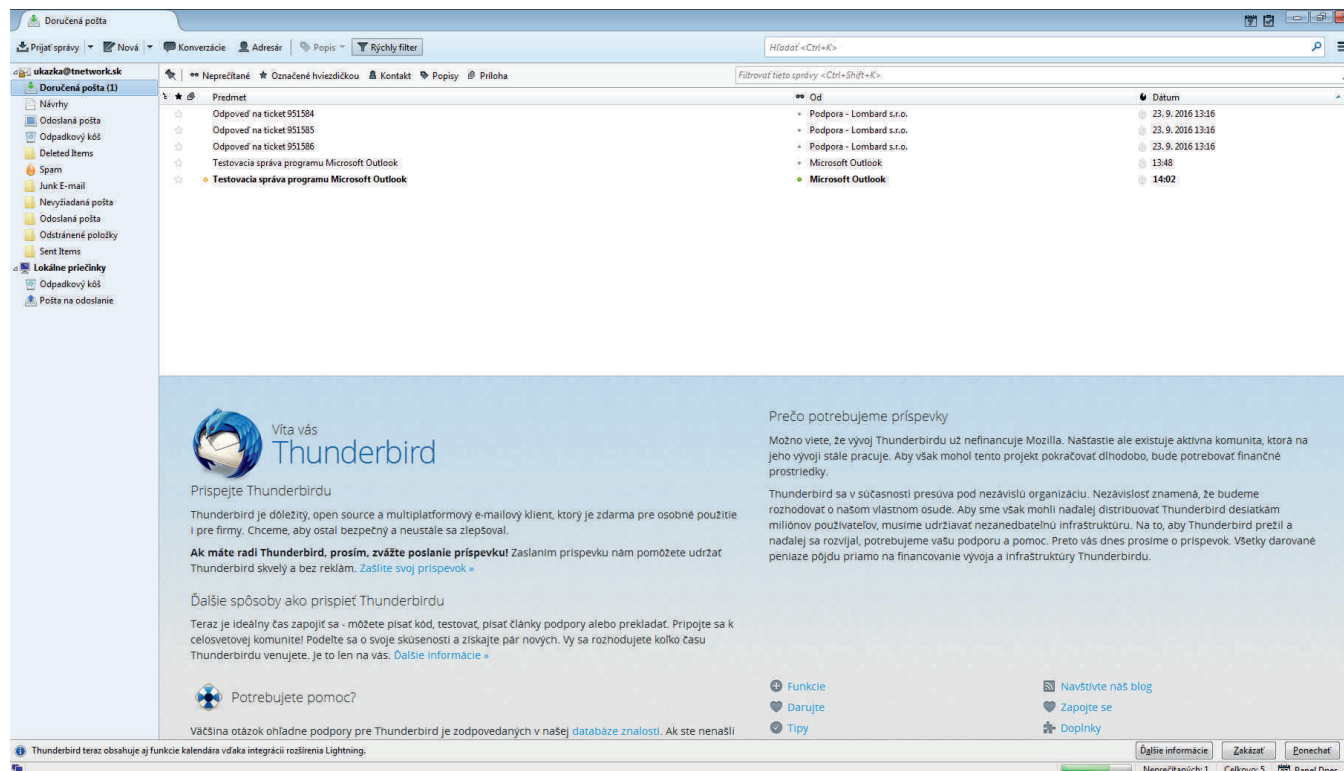 Doručená pošta
Prijať správy
Nová
Konverzácie
Adresár
Popis
Rýchly filter
Hľadať <Ctrl+K>
ukazka@tnetwork.sk
Doručená pošta (1)
Návrhy
Odoslaná pošta
Odpadkový kôš
Deleted Items
Spam
Junk E-mail
Nevyžiadaná pošta
Odoslaná pošta
Odstránené položky
Sent Items
Lokálne priečinky
Odpadkový kôš
Pošta na odoslanie
Neprečítané Označené hviezdičkou Kontakt Popisy Príloha
Filtrovať tieto správy <Ctrl+Shift+K>
Predmet Od Dátum
Odpoveď na ticket 951584 Podpora - Lombard s.r.o. 23. 9. 2016 13:16
Odpoveď na ticket 951585 Podpora - Lombard s.r.o. 23. 9. 2016 13:16
Odpoveď na ticket 951586 Podpora - Lombard s.r.o. 23. 9. 2016 13:16
Testovacia správa programu Microsoft Outlook Microsoft Outlook 13:48
Testovacia správa programu Microsoft Outlook Microsoft Outlook 14:02
Víta vás
Thunderbird
Prispejte Thunderbirdu
Thunderbird je dôležitý, open source a multiplatformový e-mailový klient, ktorý je zdarma pre osobné použitie
i pre firmy. Chceme, aby ostal bezpečný a neustále sa zlepšoval.
Ak máte radi Thunderbird, prosím, zvážte poslanie príspevku! Zaslaním príspevku nám pomôžete udržať
Thunderbird skvelý a bez reklám. Zašlite svoj príspevok »
Ďalšie spôsoby ako prispieť Thunderbirdu
Teraz je ideálny čas zapojiť sa - môžete písať kód, testovať, písať články podpory alebo prekladať. Pripojte sa k
celosvetovej komunite! Podeľte sa o svoje skúsenosti a získajte pár nových. Vy sa rozhodujete koľko času
Thunderbirdu venujete. Je to len na vás. Ďalšie informácie »
Potrebujete pomoc?
Väčšina otázok ohľadne podpory pre Thunderbird je zodpovedaných v našej databáze znalostí. Ak ste nenašli
Prečo potrebujeme príspevky
Možno viete, že vývoj Thunderbirdu už nefinancuje Mozilla. Našťastie ale existuje aktívna komunita, ktorá na
jeho vývoji stále pracuje. Aby však mohol tento projekt pokračovať dlhodobo, bude potrebovať finančné
prostriedky.
Thunderbird sa v súčasnosti presúva pod nezávislú organizáciu. Nezávislosť znamená, že budeme
rozhodovať o našom vlastnom osude. Aby sme však mohli naďalej distribuovať Thunderbird desiatkám
miliónov používateľov, musíme udržiavať nezanedbateľnú infraštruktúru. Na to, aby Thunderbird prežil a
naďalej sa rozvíjal, potrebujeme vašu podporu a pomoc. Preto vás dnes prosíme o príspevok. Všetky darované
peniaze pôjdu priamo na financovanie vývoja a infraštruktúry Thunderbirdu.
Funkcie
Darujte
Tipy
Navštívte náš blog
Zapojte se
Doplnky
Thunderbird teraz obsahuje aj funkcie kalendára vďaka integrácii rozšírenia Lightning.
Ďalšie informácie
Zakázať
Ponechať
Neprečítaných: 1 Celkovo: 5 Panel Dnes